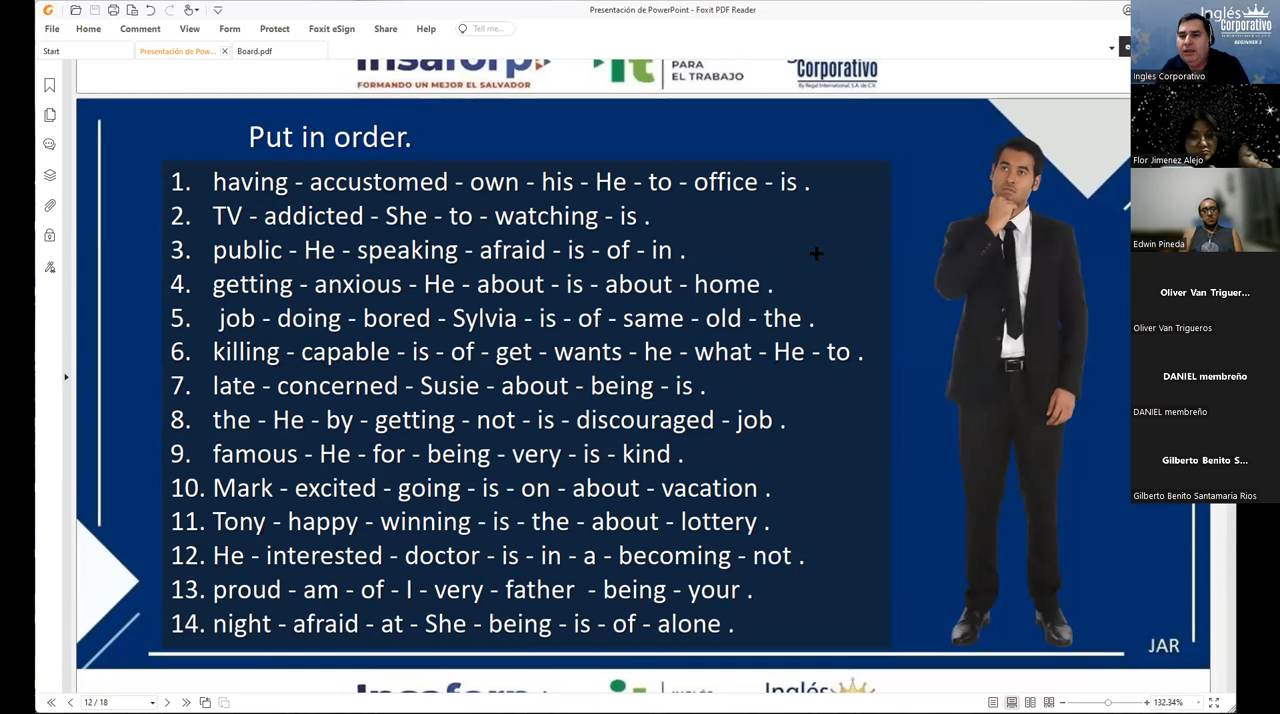 Presentación de PowerPoint - Foxit PDF Reader
File Home Comment View Form Protect Foxit eSign Share Help Tell me...
Start Presentación de Pow... Board.pdf
FORMANDO UN MEJOR EL SALVADOR
PARA
EL TRABAJO
CORPORATIVO
By Regal International, S.A. de C.V.
Put in order.
1. having - accustomed - own - his - He - to - office - is .
2. TV - addicted - She - to - watching - is .
3. public - He - speaking - afraid - is - of - in .
4. getting - anxious - He - about - is - about - home .
5. job - doing - bored - Sylvia - is - of - same - old - the .
6. killing - capable - is - of - get - wants - he - what - He - to .
7. late - concerned - Susie - about - being - is .
8. the - He - by - getting - not - is - discouraged - job .
9. famous - He - for - being - very - is - kind .
10. Mark - excited - going - is - on - about - vacation .
11. Tony - happy - winning - is - the - about - lottery .
12. He - interested - doctor - is - in - a - becoming - not .
13. proud - am - of - I - very - father - being - your .
14. night - afraid - at - She - being - is - of - alone .
JAR
12 / 18
132.34%
Inglés
Corporativo
BEGINNER 2
Ingles Corporativo
Flor Jimenez Alejo
Edwin Pineda
Oliver Van Triguer...
Oliver Van Trigueros
DANIEL membreño
DANIEL membreño
Gilberto Benito S...
Gilberto Benito Santamaria Rios